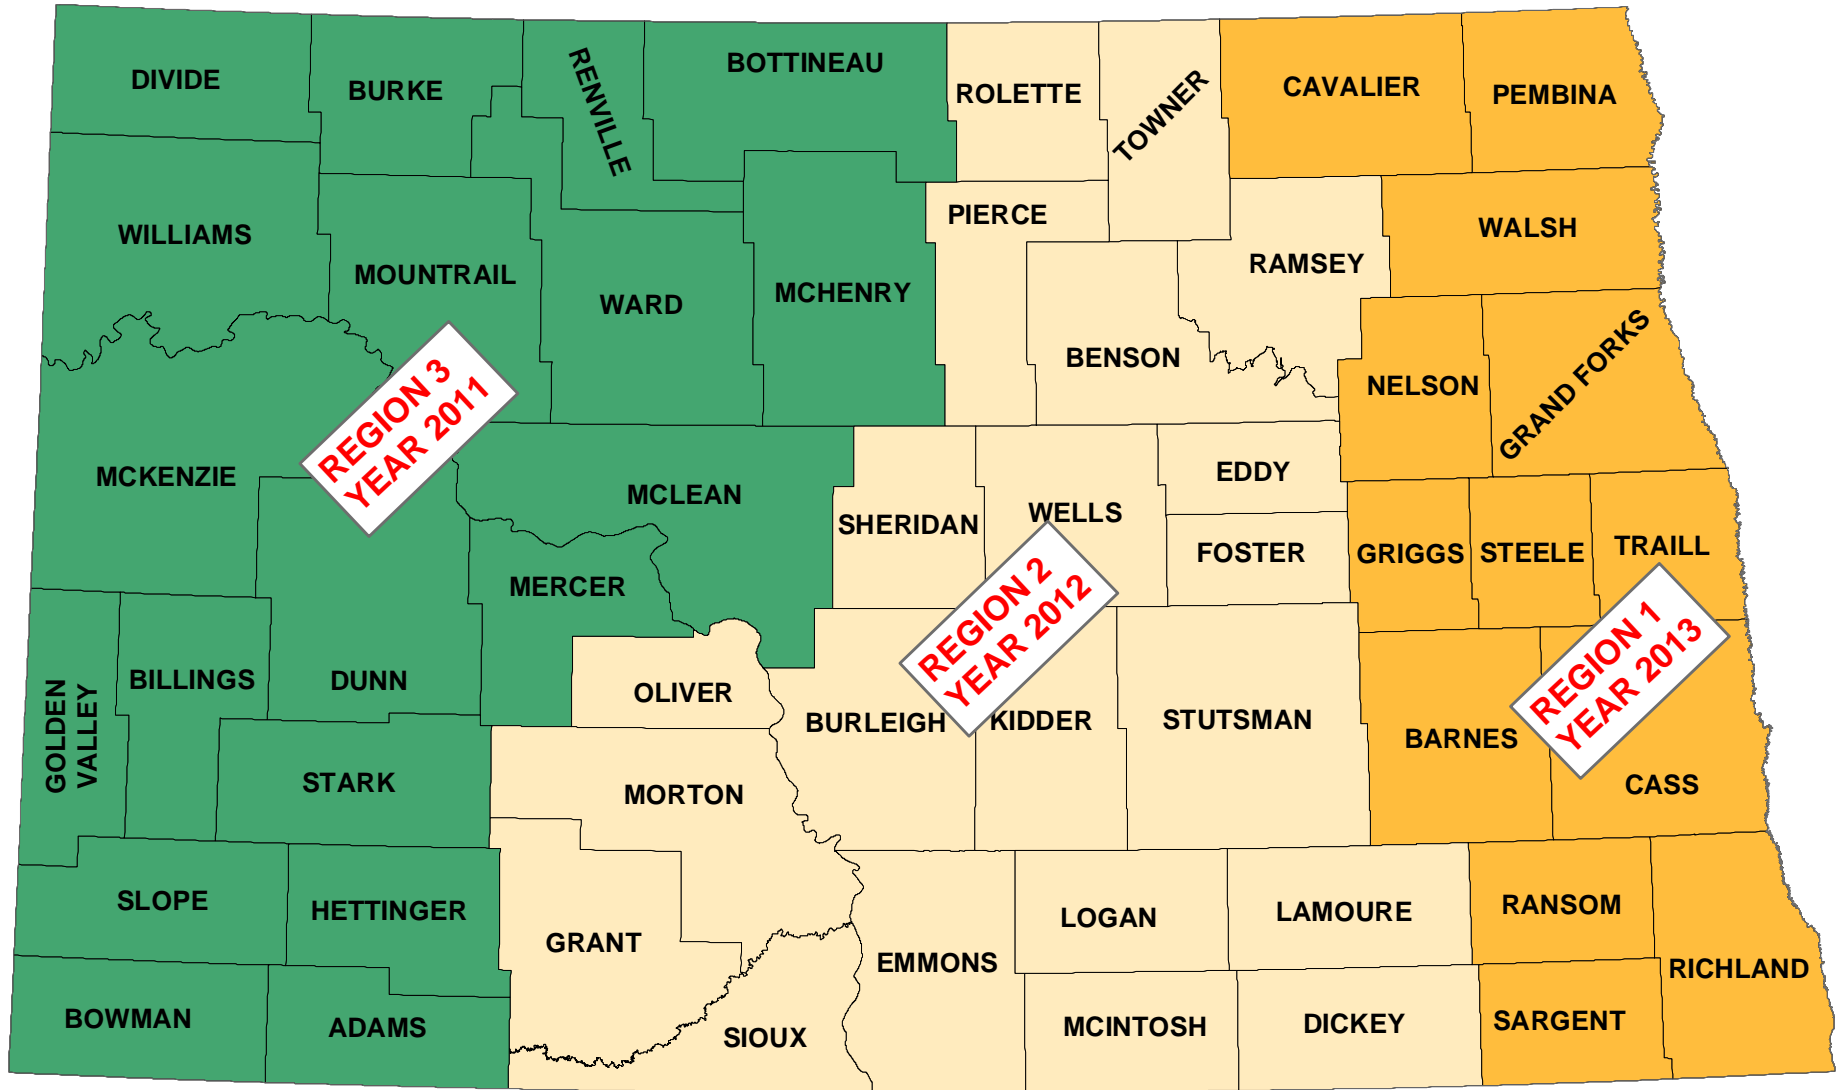 DIVIDE
BURKE
RENVILLE
BOTTINEAU
ROLETTE
TOWNER
CAVALIER
PEMBINA
WILLIAMS
MOUNTRAIL
WARD
MCHENRY
PIERCE
BENSON
RAMSEY
WALSH
NELSON
GRAND FORKS
REGION 3
YEAR 2011
MCKENZIE
MCLEAN
SHERIDAN
WELLS
EDDY
FOSTER
GRIGGS
STEELE
TRAILL
MERCER
REGION 2
YEAR 2012
REGION 1
YEAR 2013
GOLDEN
VALLEY
BILLINGS
DUNN
OLIVER
BURLEIGH
KIDDER
STUTSMAN
BARNES
CASS
STARK
MORTON
SLOPE
HETTINGER
GRANT
EMMONS
LOGAN
LAMOURE
RANSOM
RICHLAND
BOWMAN
ADAMS
SIOUX
MCINTOSH
DICKEY
SARGENT